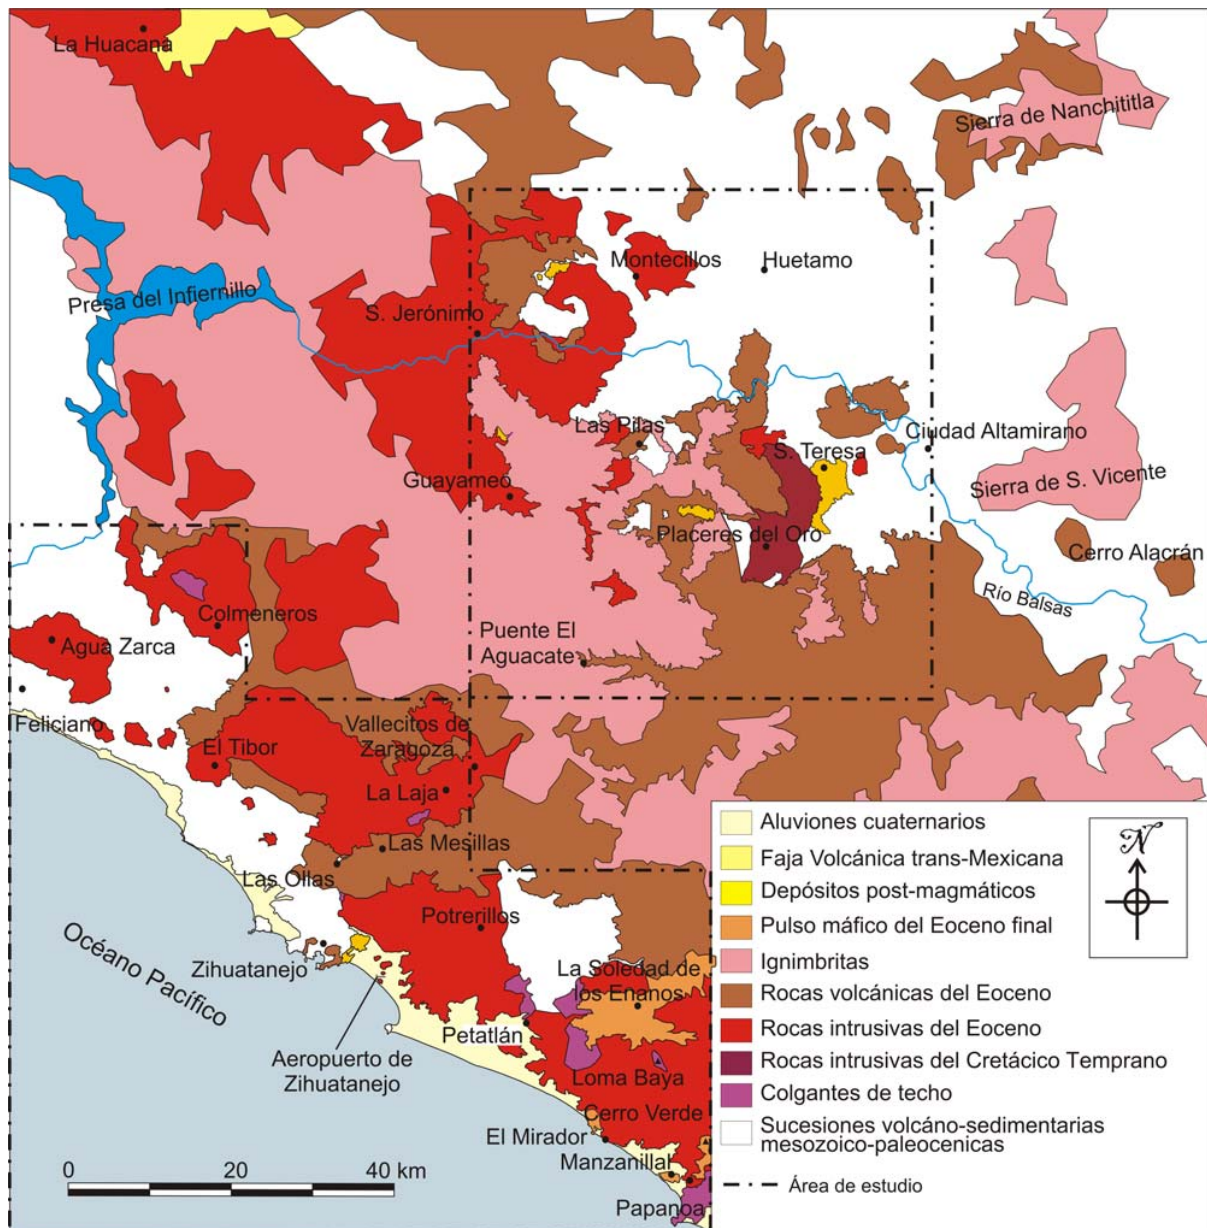 La Huacana
Sierra de Nanchititla
Montecillos
Huetamo
Presa del Infiernillo
S. Jerónimo
Las Pilas
Ciudad Altamirano
S. Teresa
Guayameo
Sierra de S. Vicente
Placeres del Oro
Cerro Alacrán
Río Balsas
Colmeneros
Agua Zarca
Puente El
Aguacate
Feliciano
Vallecitos de
Zaragoza
El Tibor
La Laja
Las Mesillas
Las Ollas
Potrerillos
Océano Pacífico
Zihuatanejo
La Soledad de
los Enanos
Petatlán
Aeropuerto de
Zihuatanejo
Loma Baya
Cerro Verde
El Mirador
Manzanillal
Papanoa
0 20 40 km
N
Aluviones cuaternarios
Faja Volcánica trans-Mexicana
Depósitos post-magmáticos
Pulso máfico del Eoceno final
Ignimbritas
Rocas volcánicas del Eoceno
Rocas intrusivas del Eoceno
Rocas intrusivas del Cretácico Temprano
Colgantes de techo
Sucesiones volcáno-sedimentarias
mesozoico-paleocenicas
Área de estudio